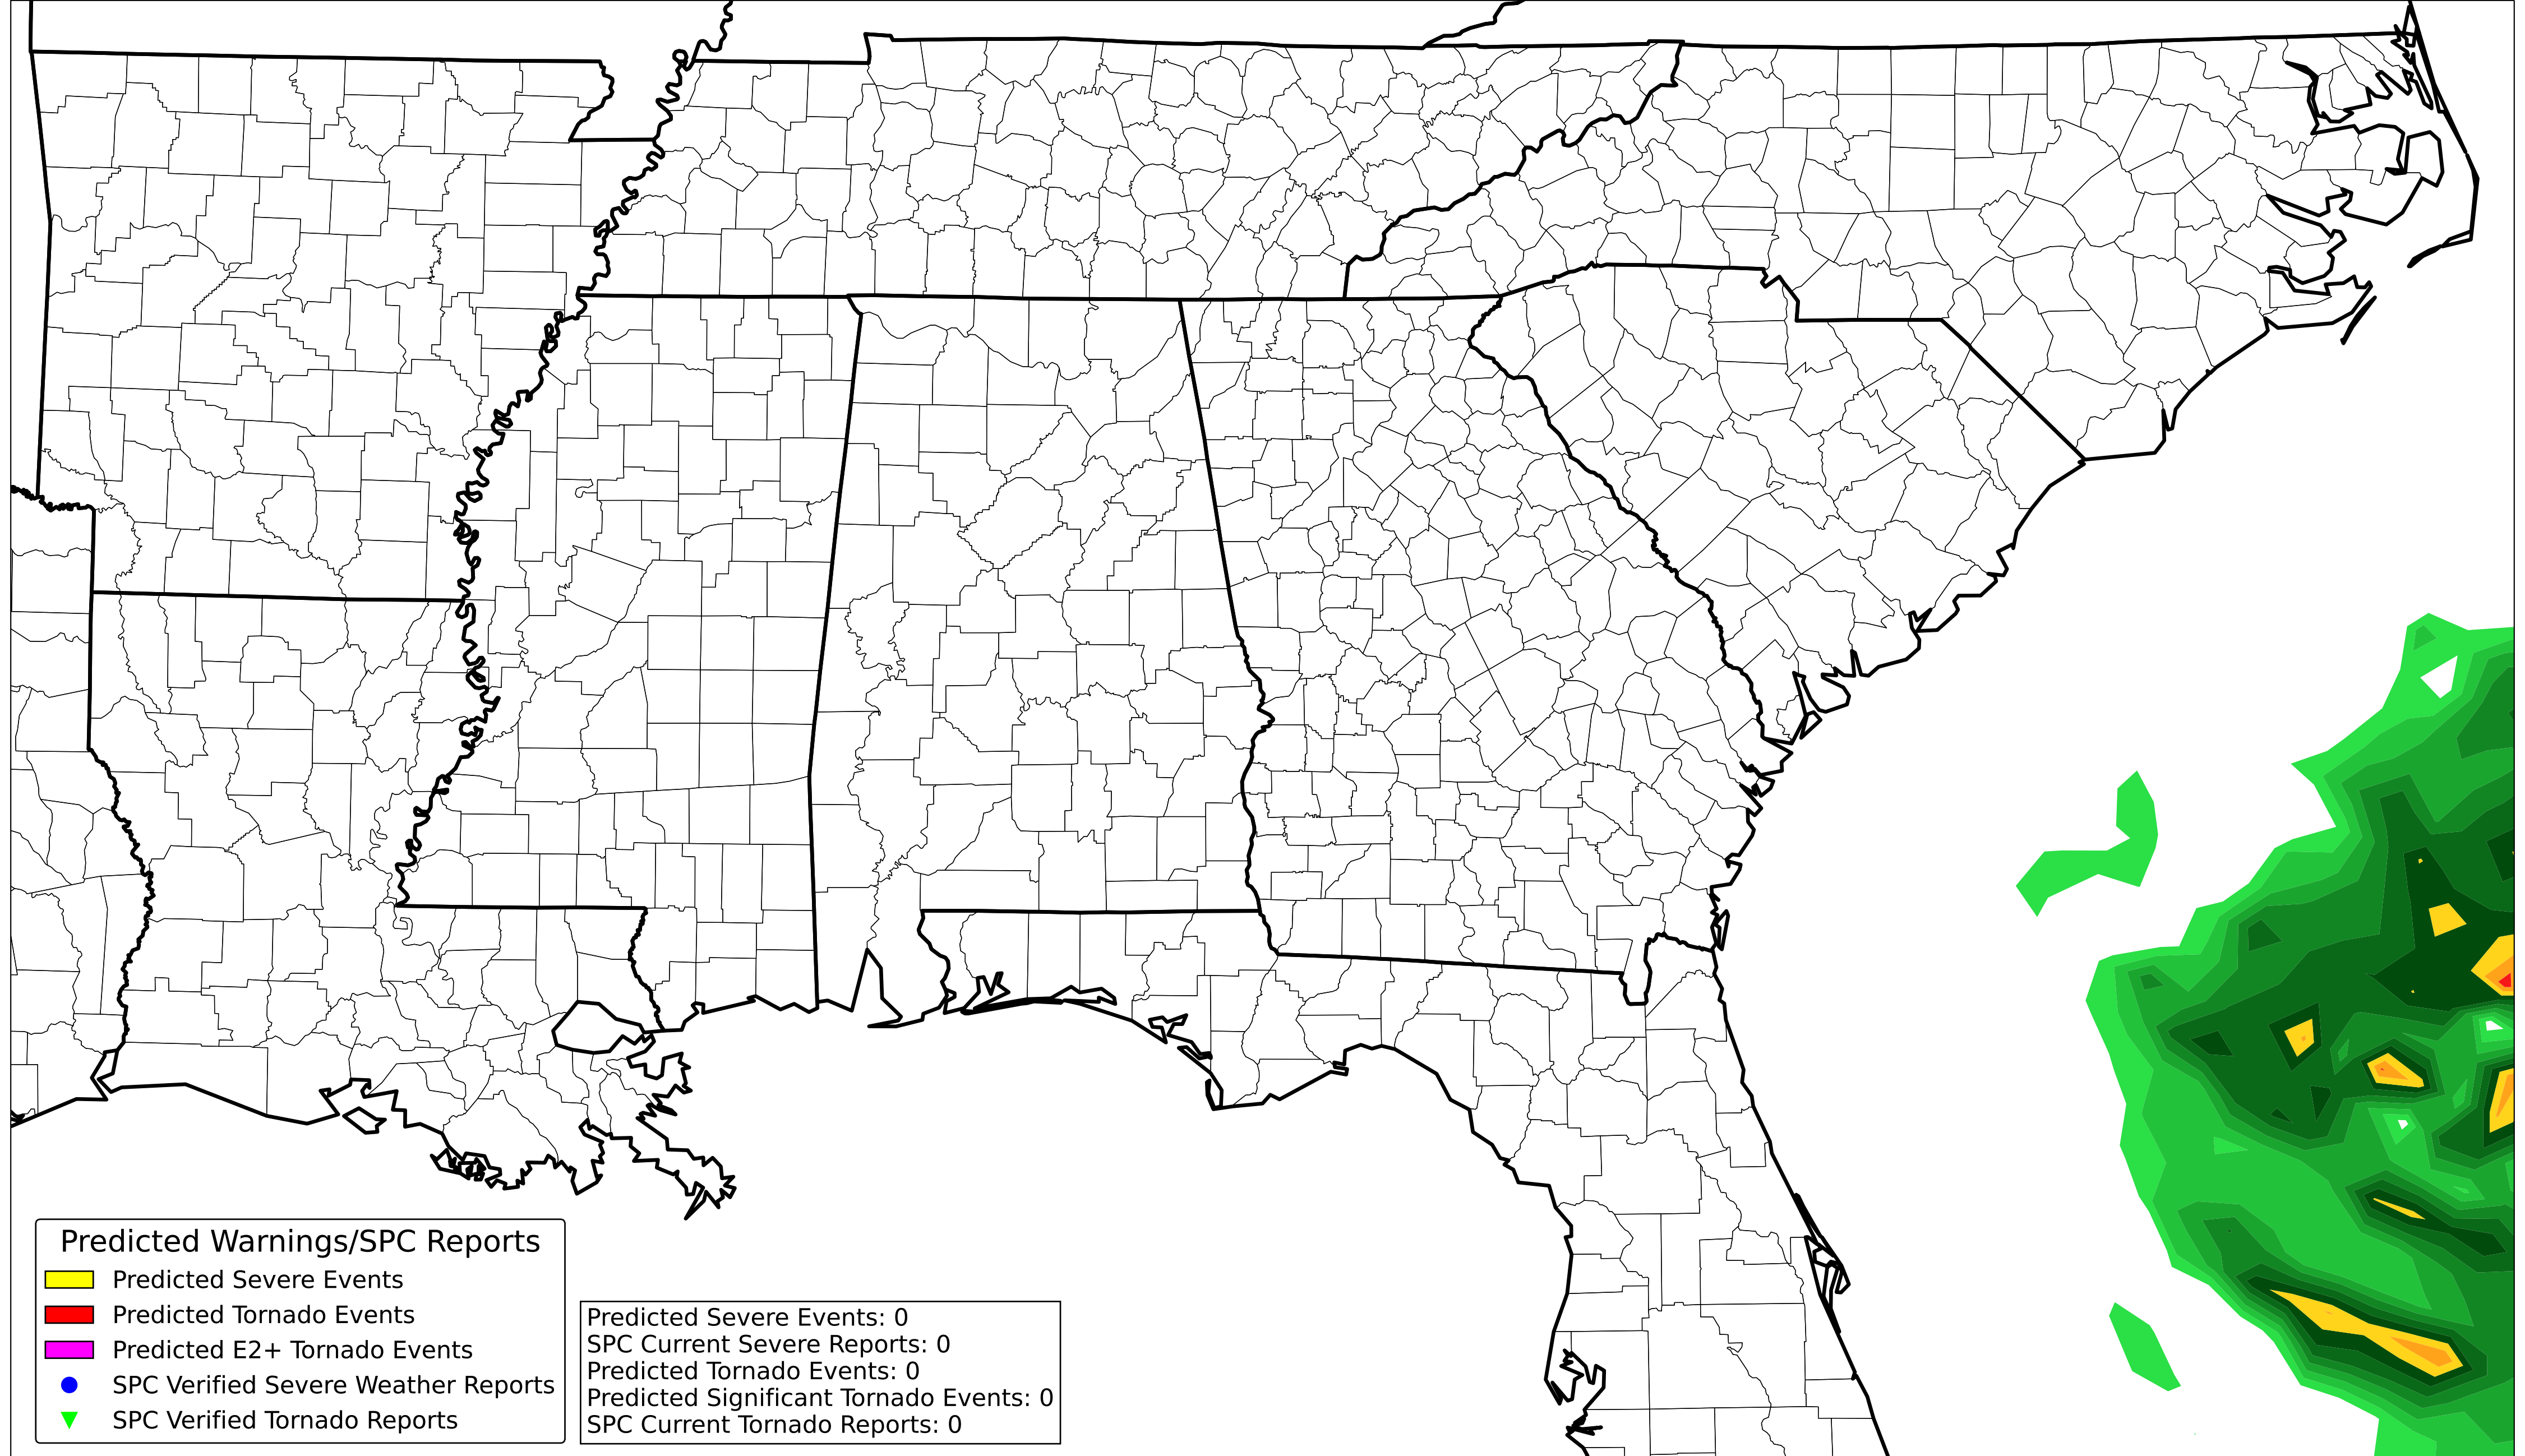 Predicted Warnings/SPC Reports
Predicted Severe Events
Predicted Tornado Events
Predicted E2+ Tornado Events
SPC Verified Severe Weather Reports
SPC Verified Tornado Reports
Predicted Severe Events: 0
SPC Current Severe Reports: 0
Predicted Tornado Events: 0
Predicted Significant Tornado Events: 0
SPC Current Tornado Reports: 0